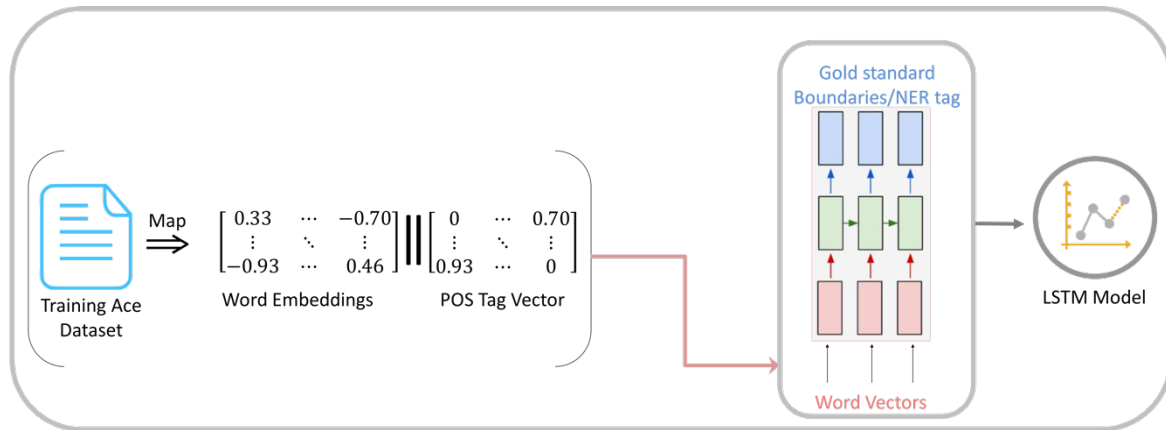 Gold standard
Boundaries/NER tag
Map
0.33 ⋯ −0.70
⋮ ⋱ ⋮
−0.93 ⋯ 0.46
0 ⋯ 0.70
⋮ ⋱ ⋮
0.93 ⋯ 0
Training Ace
Dataset
Word Embeddings
POS Tag Vector
LSTM Model
Word Vectors